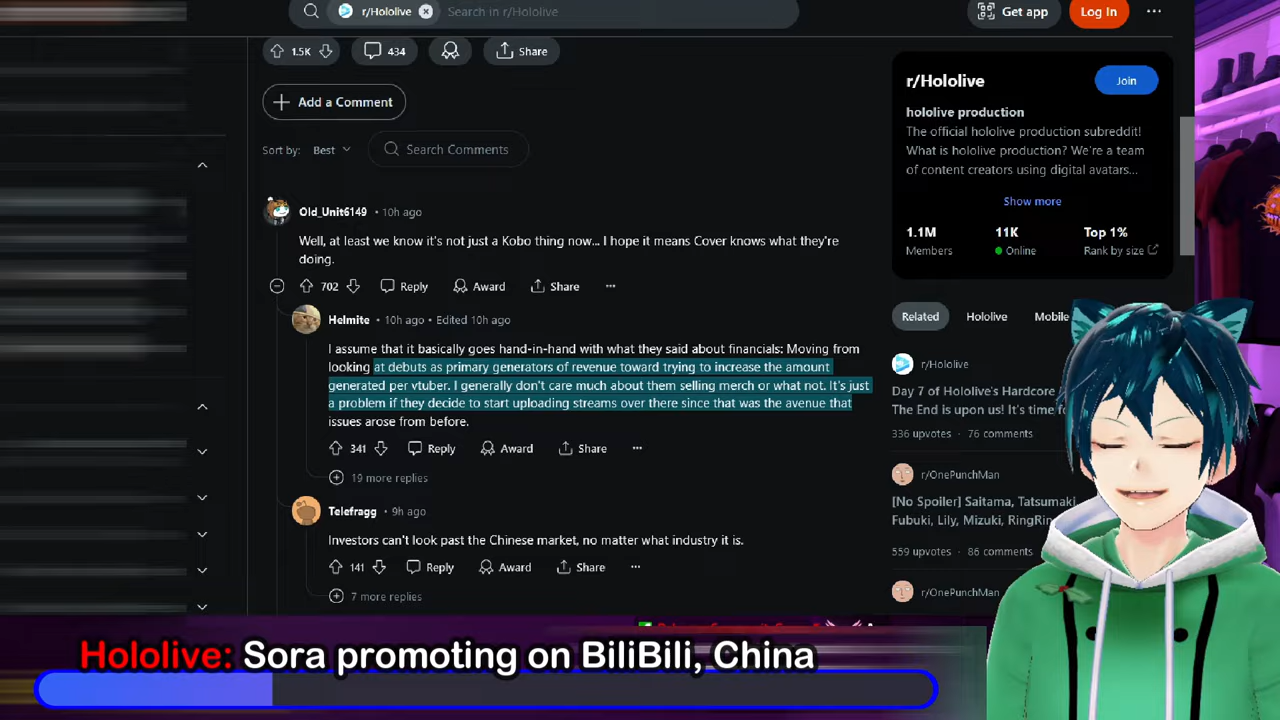 r/Hololive
Search in r/Hololive
Get app
Log In
1.5K
434
Share
Add a Comment
Sort by: Best
Search Comments
Old_Unit6149 • 10h ago
Well, at least we know it's not just a Kobo thing now... I hope it means Cover knows what they're
doing.
702
Reply
Award
Share
Helmite • 10h ago • Edited 10h ago
I assume that it basically goes hand-in-hand with what they said about financials: Moving from
looking at debuts as primary generators of revenue toward trying to increase the amount
generated per vtuber. I generally don't care much about them selling merch or what not. It's just
a problem if they decide to start uploading streams over there since that was the avenue that
issues arose from before.
341
Reply
Award
Share
19 more replies
Telefragg • 9h ago
Investors can't look past the Chinese market, no matter what industry it is.
141
Reply
Award
Share
7 more replies
r/Hololive
Join
hololive production
The official hololive production subreddit!
What is hololive production? We're a team
of content creators using digital avatars...
Show more
1.1M
11K
Top 1%
Members
Online
Rank by size
Related
Hololive
Mobile
r/Hololive
Day 7 of Hololive's Hardcore
The End is upon us! It's time
336 upvotes • 76 comments
r/OnePunchMan
[No Spoiler] Saitama, Tatsumaki,
Fubuki, Lily, Mizuki, RingRin
559 upvotes • 86 comments
r/OnePunchMan
Hololive: Sora promoting on BiliBili, China